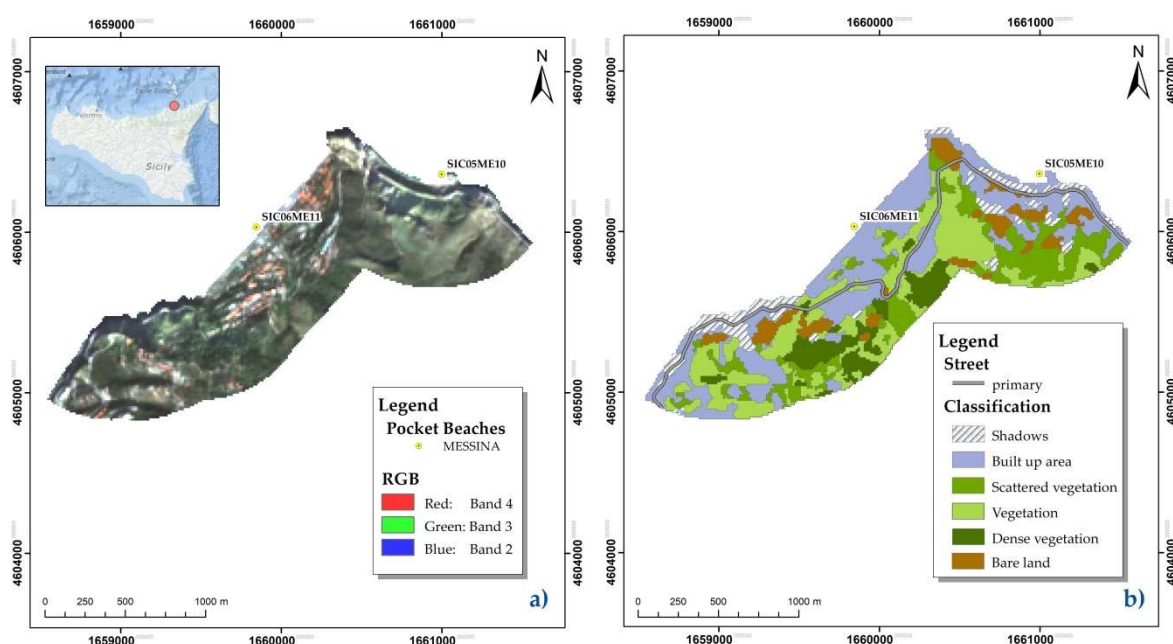 1659000 1660000 1661000
N
4607000
Isole Eolie
Palermo
Sicily
SIC05ME10
SIC06ME11
4606000
4605000
4604000
Legend
Pocket Beaches
MESSINA
RGB
Red: Band 4
Green: Band 3
Blue: Band 2
0 250 500 1000 m
a)
1659000 1660000 1661000
1659000 1660000 1661000
N
4607000
SIC05ME10
SIC06ME11
4606000
4605000
4604000
Legend
Street
primary
Classification
Shadows
Built up area
Scattered vegetation
Vegetation
Dense vegetation
Bare land
0 250 500 1000 m
b)
1659000 1660000 1661000